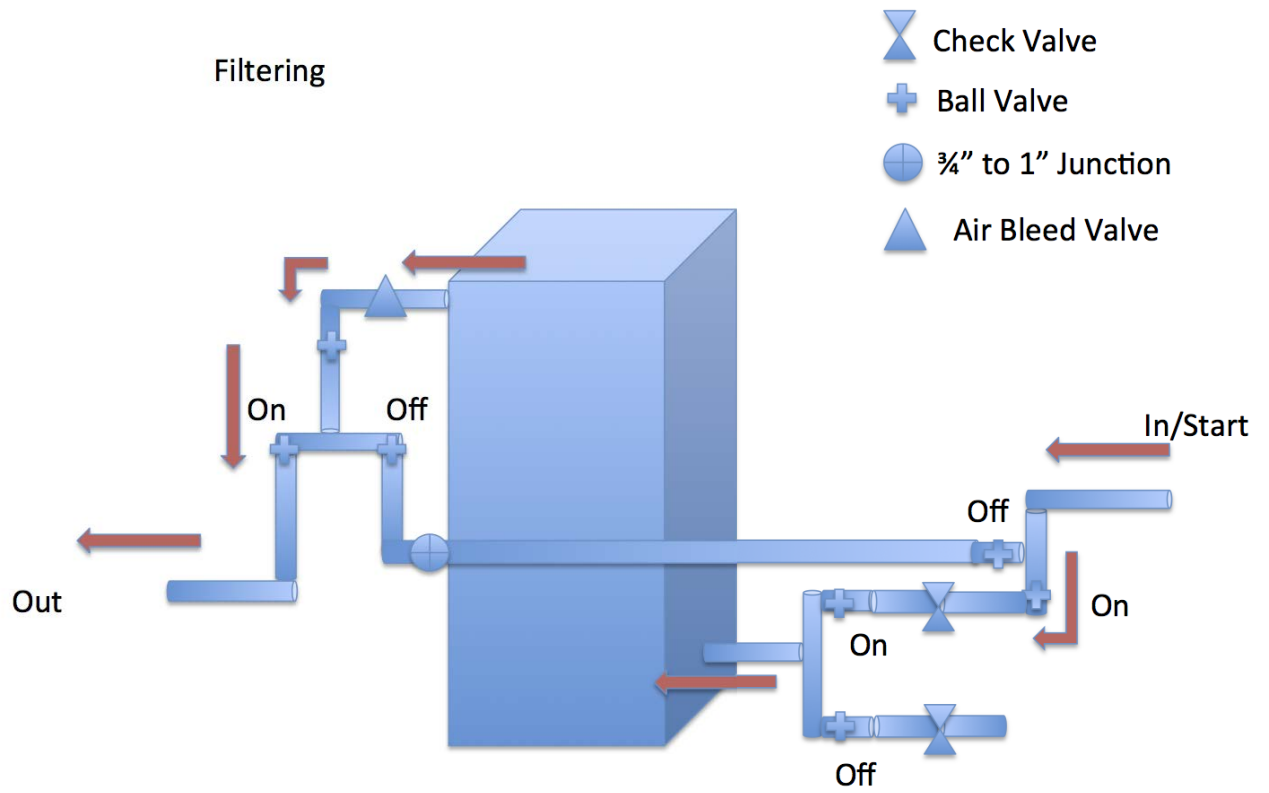 Filtering
Check Valve
Ball Valve
¾” to 1” Junction
Air Bleed Valve
On
Off
In/Start
Off
Out
On
On
Off